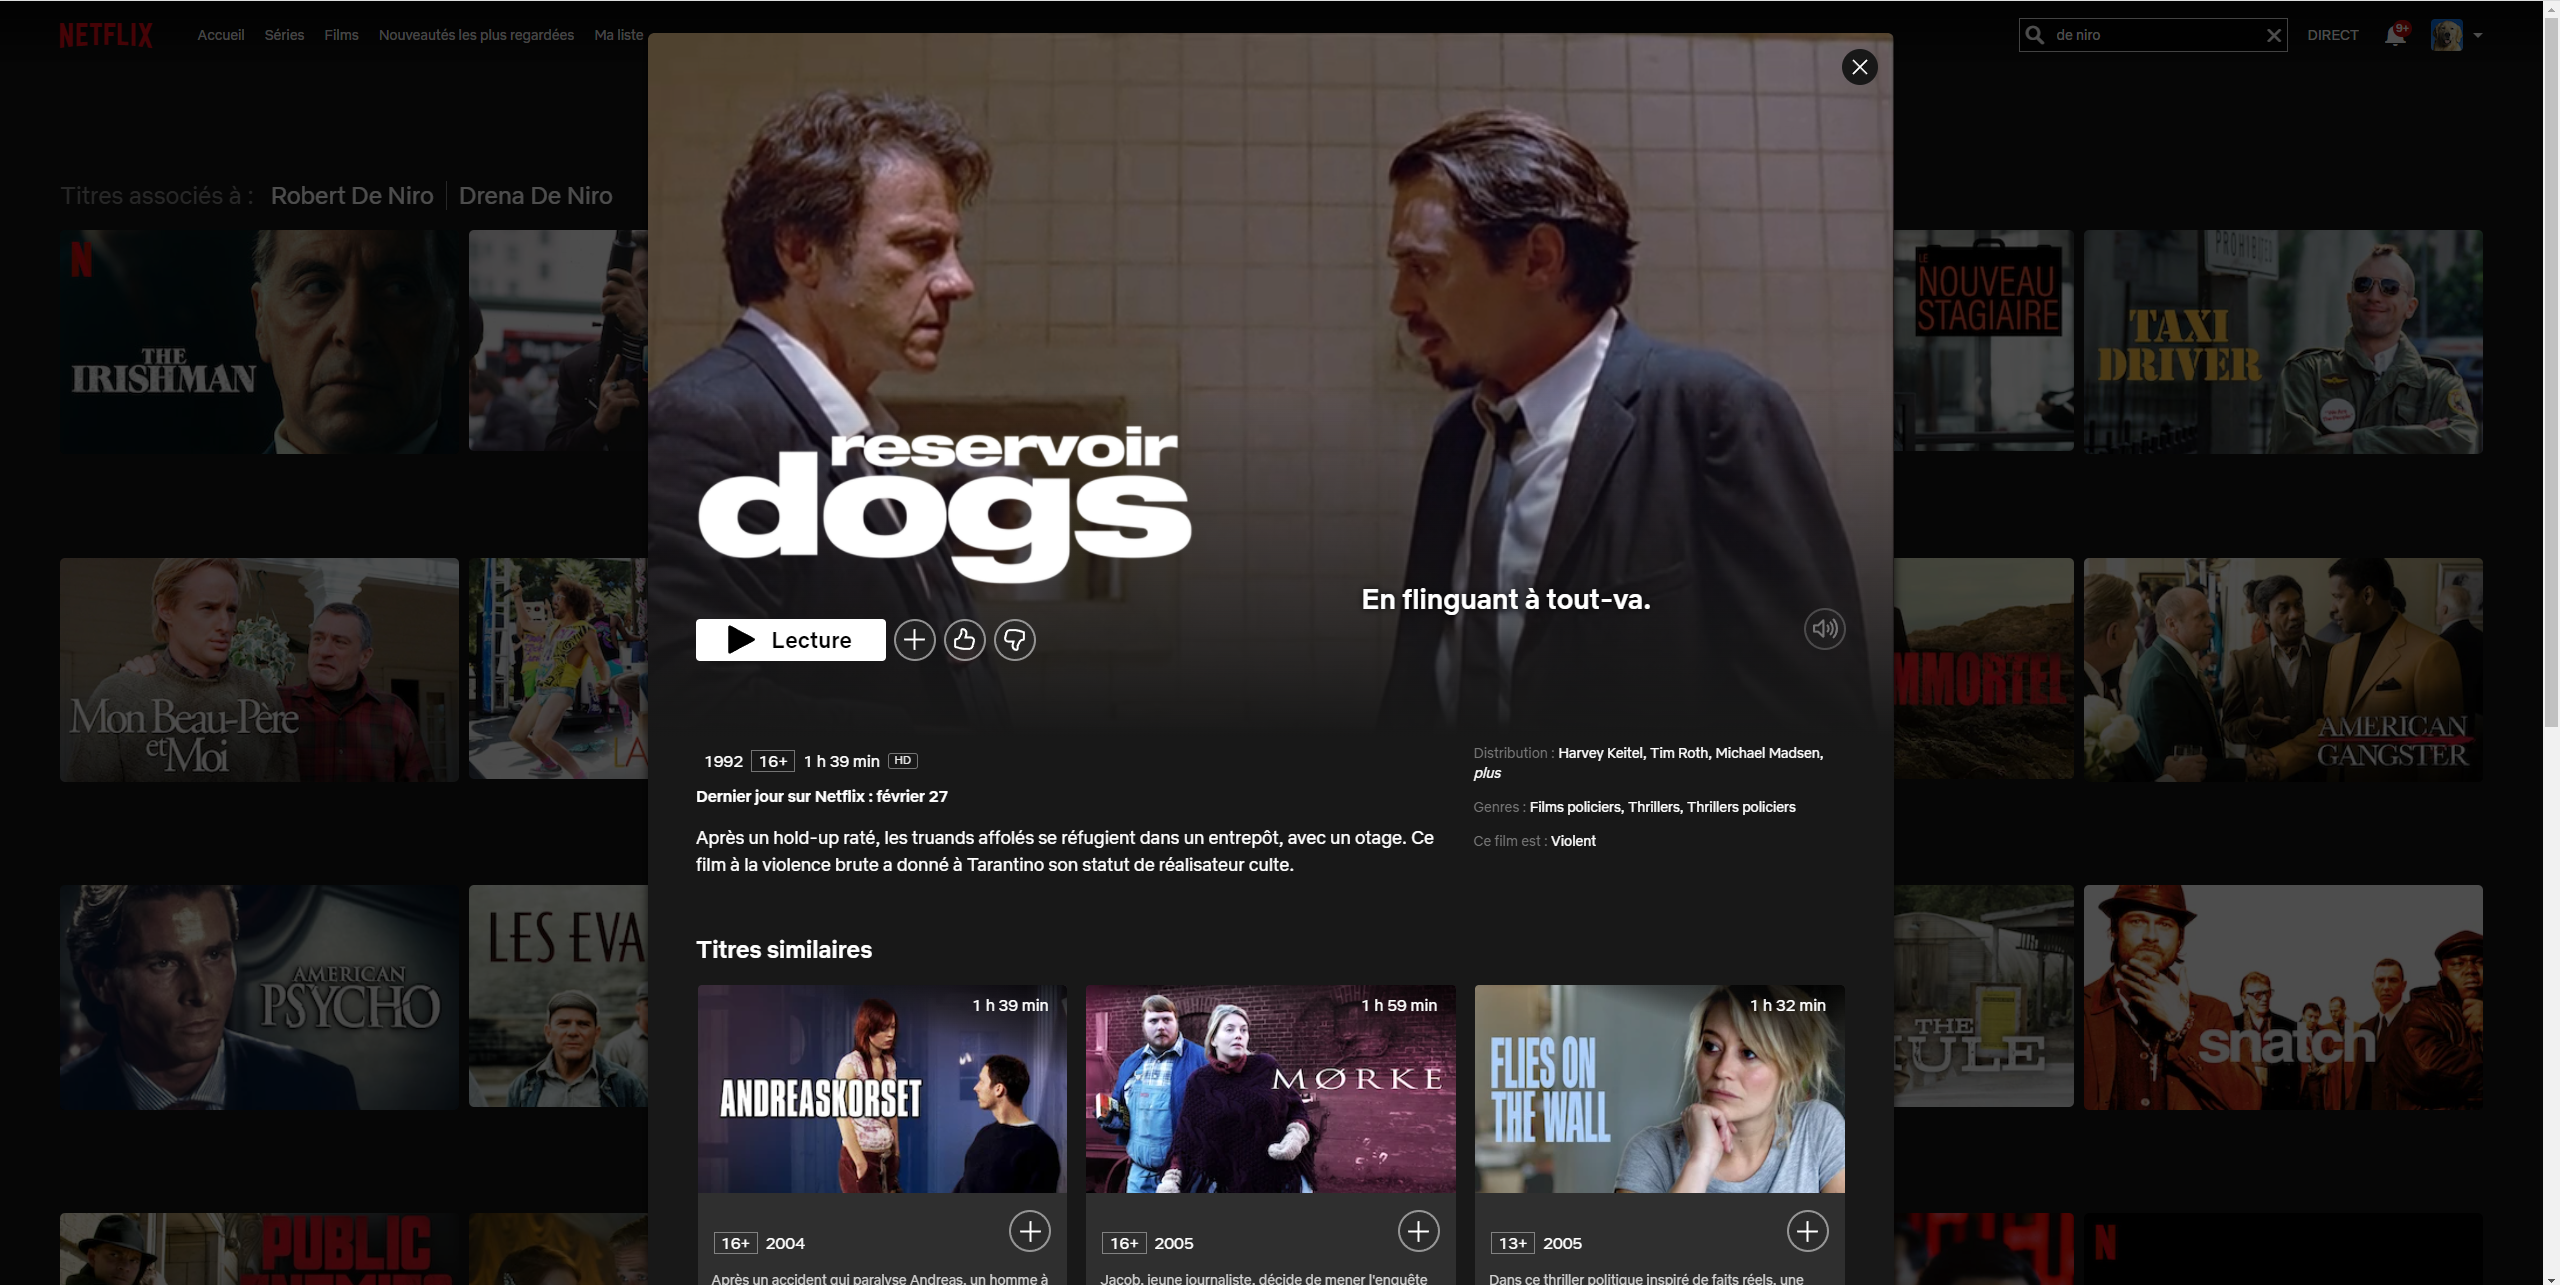 NETFLIX
Accueil
Séries
Films
Nouveautés les plus regardées
Ma liste
de niro
DIRECT
9+
Titres associés à :
Robert De Niro
Drena De Niro
N
THE
IRISHMAN
LE
NOUVEAU
STAGIAIRE
PROHIBITED
TAXI
DRIVER
reservoir
dogs
En flinguant à tout-va.
Lecture
Mon Beau-Père
et Moi
LA
MMORTEL
AMERICAN
GANGSTER
1992 16+ 1 h 39 min HD
Dernier jour sur Netflix : février 27
Après un hold-up raté, les truands affolés se réfugient dans un entrepôt, avec un otage. Ce
film à la violence brute a donné à Tarantino son statut de réalisateur culte.
Distribution : Harvey Keitel, Tim Roth, Michael Madsen,
plus
Genres : Films policiers, Thrillers, Thrillers policiers
Ce film est : Violent
AMERICAN
PSYCHO
LES EVA
THE
ULE
snatch
Titres similaires
1 h 39 min
ANDREASKORSET
1 h 59 min
MØRKE
1 h 32 min
FLIES ON
THE WALL
16+ 2004
16+ 2005
13+ 2005
Après un accident qui paralyse Andreas, un homme à
Jacob, jeune journaliste, décide de mener l'enquête
Dans ce thriller politique inspiré de faits réels, une
PUBLIC
ENEMIES
N